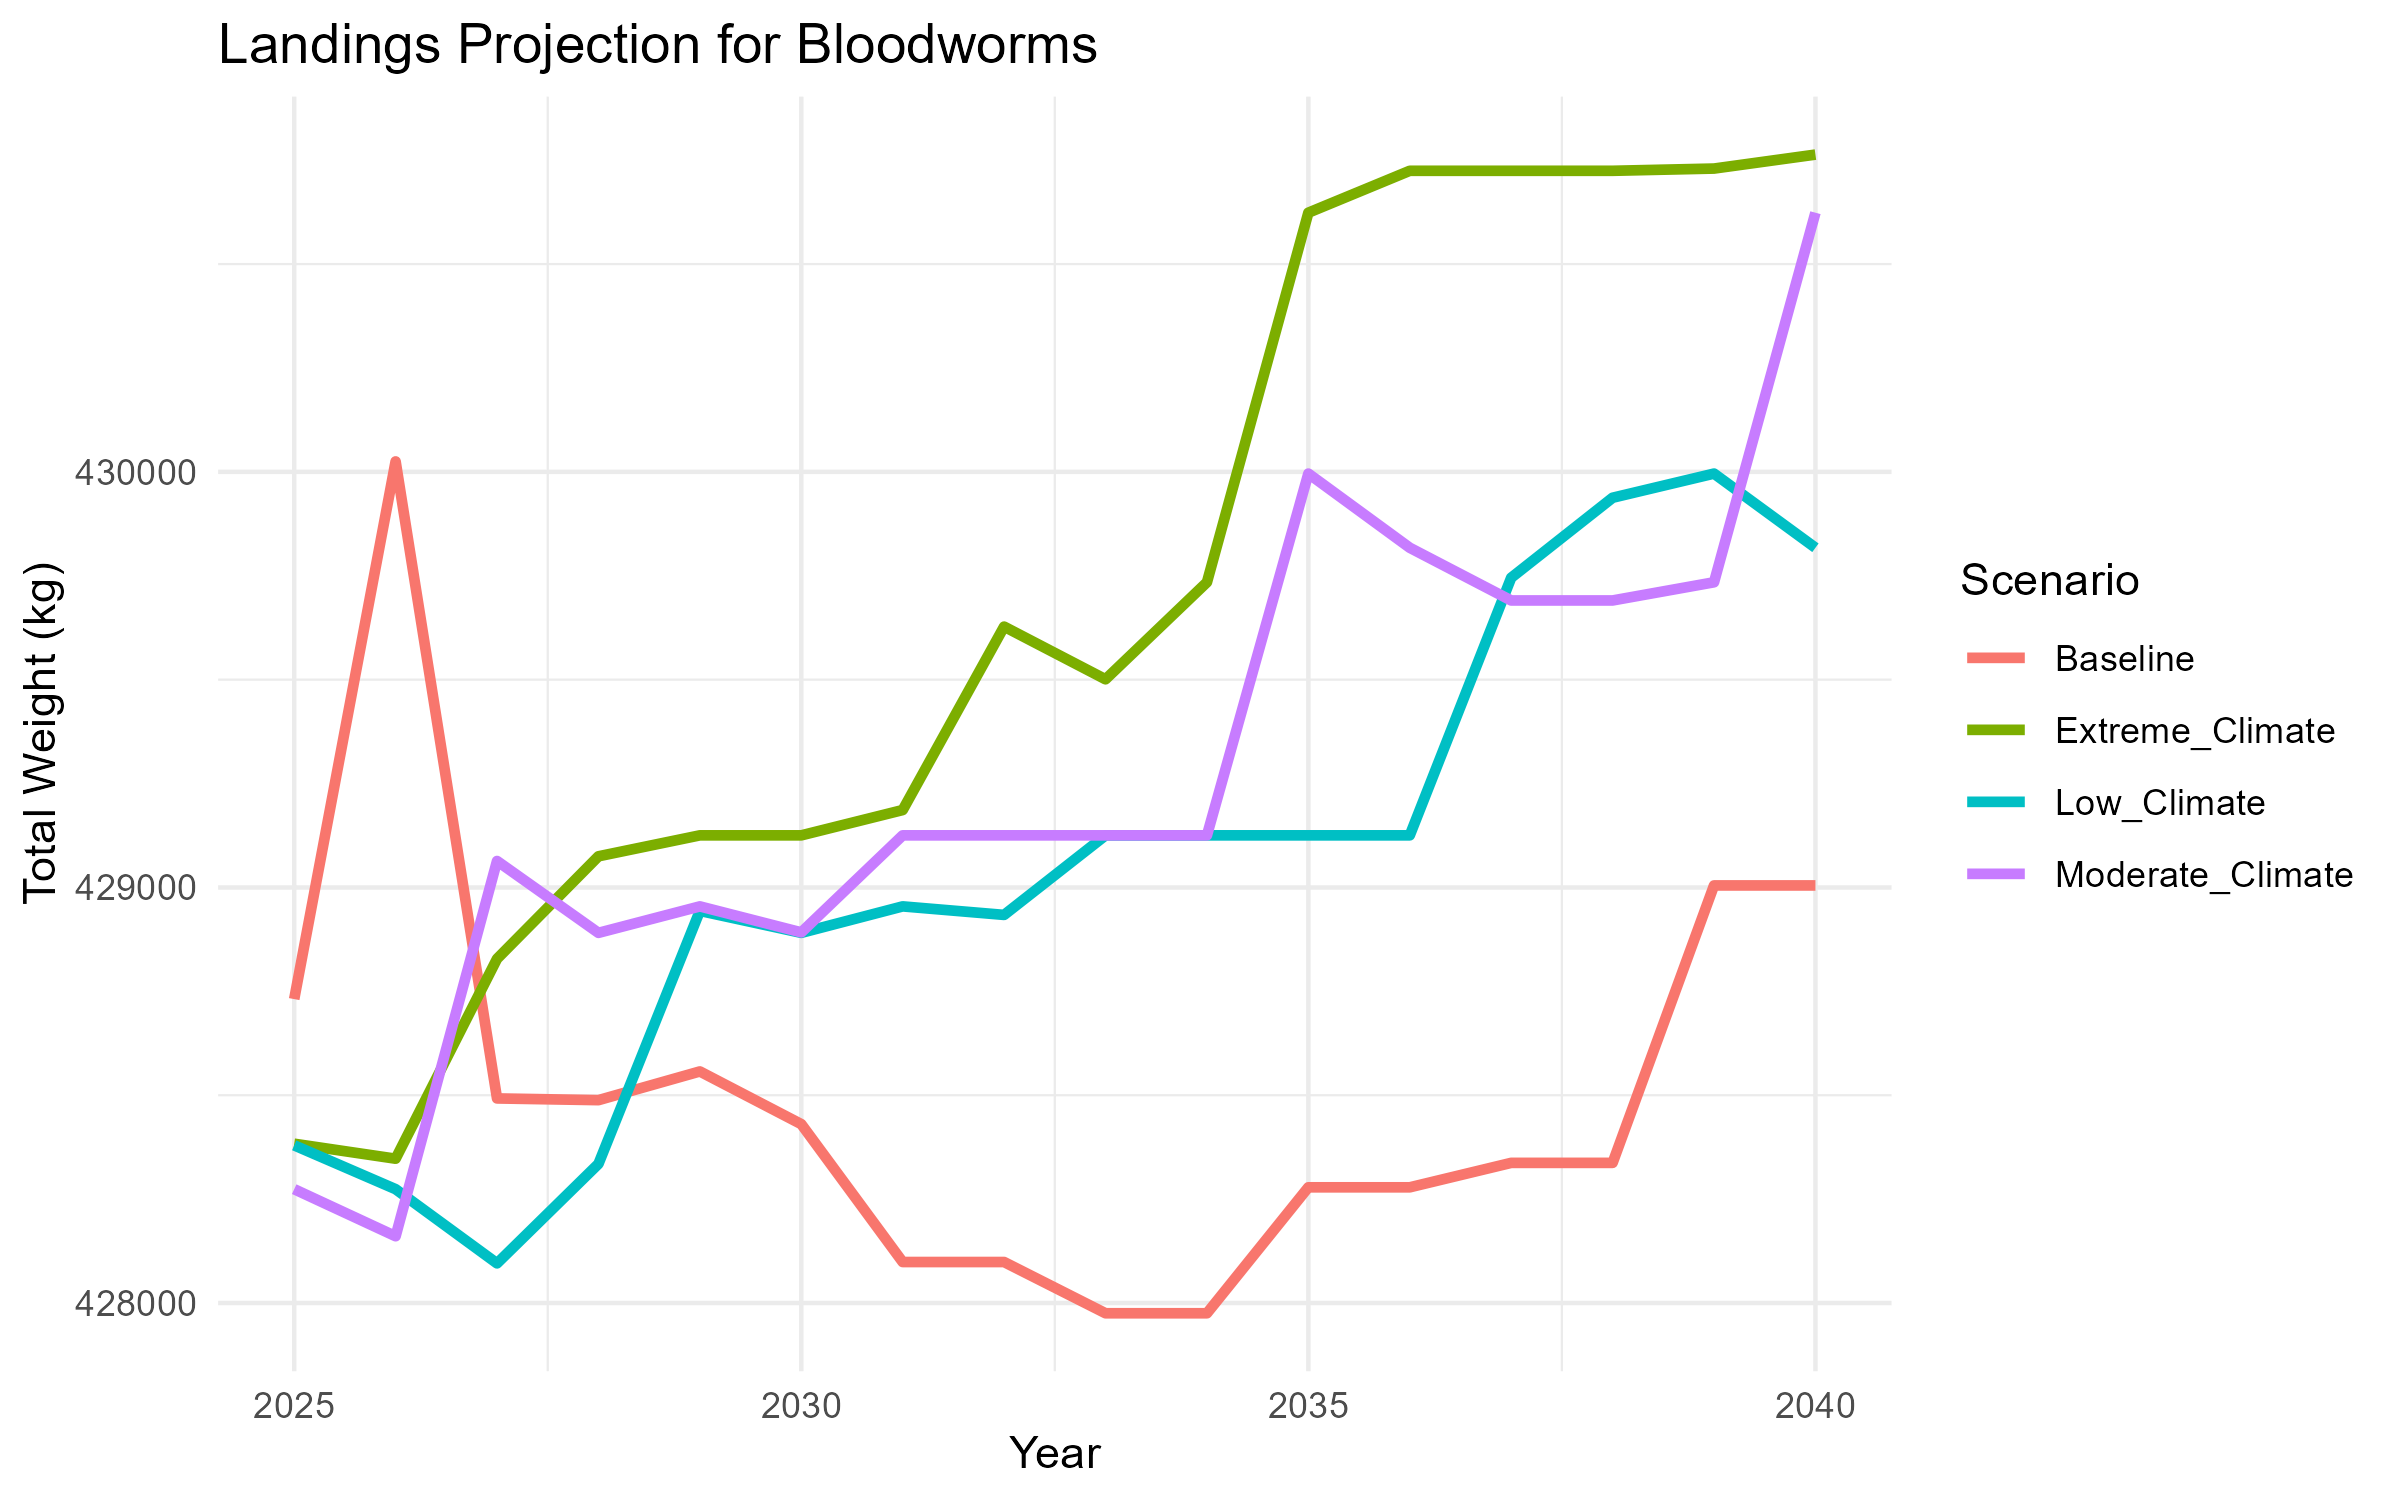 Landings Projection for Bloodworms
Total Weight (kg)
430000
429000
428000
2025
2030
2035
2040
Year
Scenario
Baseline
Extreme_Climate
Low_Climate
Moderate_Climate